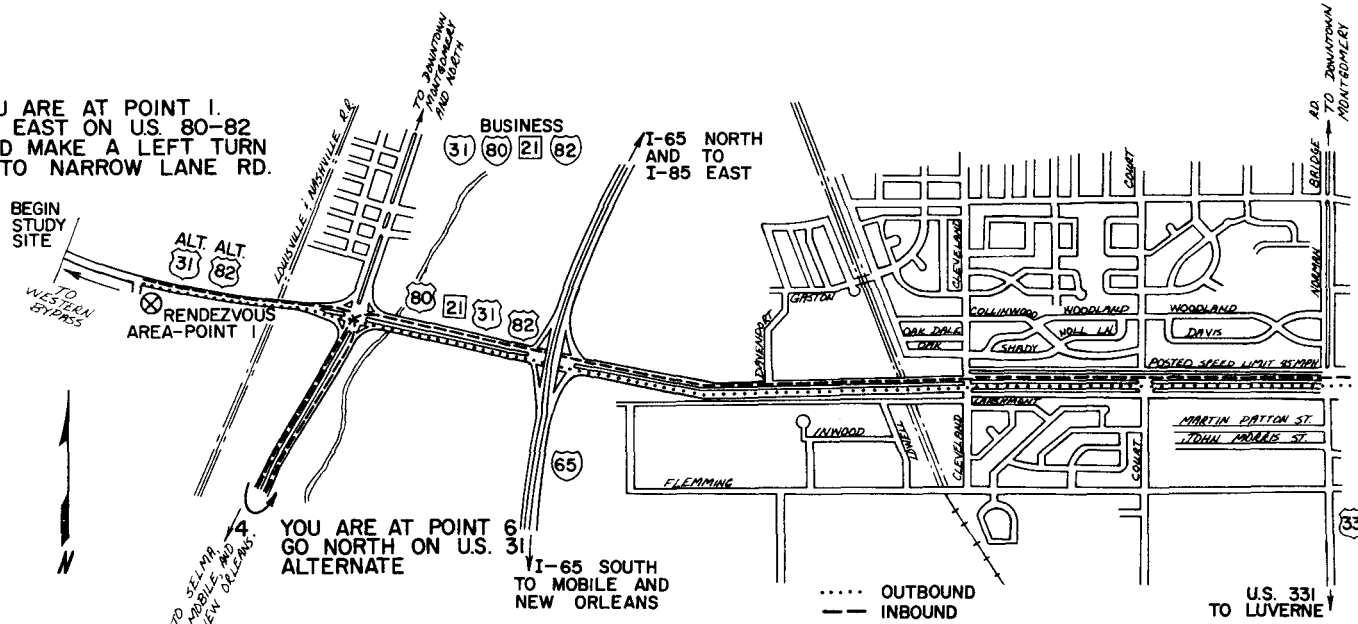 U ARE AT POINT 1.
EAST ON U.S. 80-82
D MAKE A LEFT TURN
TO NARROW LANE RD.
BEGIN
STUDY
SITE
TO
WESTERN
BYPASS
ALT. ALT.
31 82
RENDEZVOUS
AREA-POINT 1
LOUISVILLE & NASHVILLE R.R.
TO DOWNTOWN
MONTGOMERY
AND NORTH
BUSINESS
31 80 21 82
80 21 31 82
I-65 NORTH
AND TO
I-85 EAST
65
I-65 SOUTH
TO MOBILE AND
NEW ORLEANS
4
YOU ARE AT POINT 6
GO NORTH ON U.S. 31
ALTERNATE
TO SELMA,
MOBILE, AND
NEW ORLEANS.
N
DAVENPORT
GASTON
CLEVELAND
COURT
BRIDGE RD.
TO DOWNTOWN
MONTGOMERY
NORMAN
COLLINWOOD
WOODLAND
WOODLAND
OAK DALE
OAK
SHADY
NOLL LN
DAVIS
POSTED SPEED LIMIT 45 MPH
LARCHMONT
MARTIN PATTON ST.
JOHN MORRIS ST.
INWOOD
CLEVELAND
COURT
FLEMMING
33
OUTBOUND
INBOUND
U.S. 331
TO LUVERNE